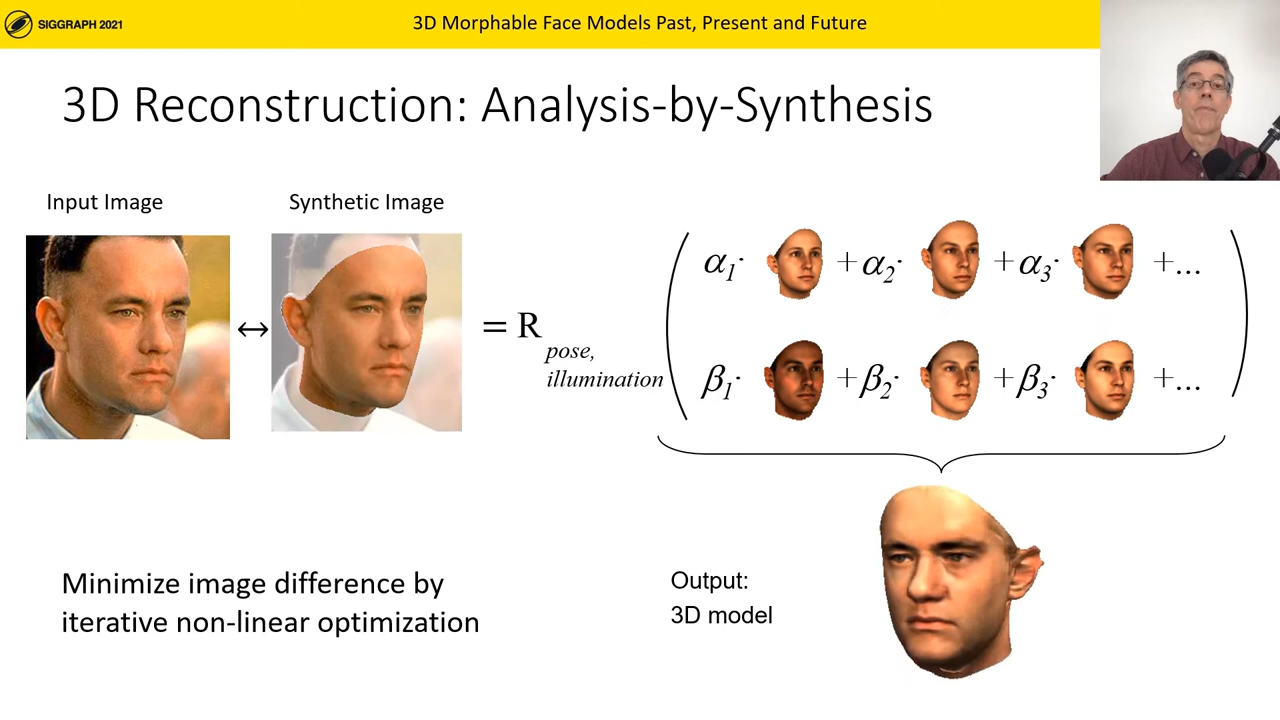 SIGGRAPH 2021
3D Morphable Face Models Past, Present and Future
3D Reconstruction: Analysis-by-Synthesis
Input Image
Synthetic Image
↔
= R pose, illumination
α1· +α2· +α3· +...
β1· +β2· +β3· +...
Minimize image difference by
iterative non-linear optimization
Output:
3D model